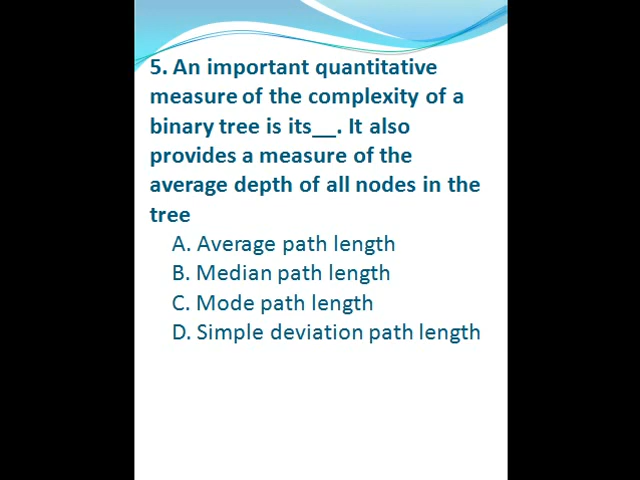 5. An important quantitative
measure of the complexity of a
binary tree is its__. It also
provides a measure of the
average depth of all nodes in the
tree
A. Average path length
B. Median path length
C. Mode path length
D. Simple deviation path length